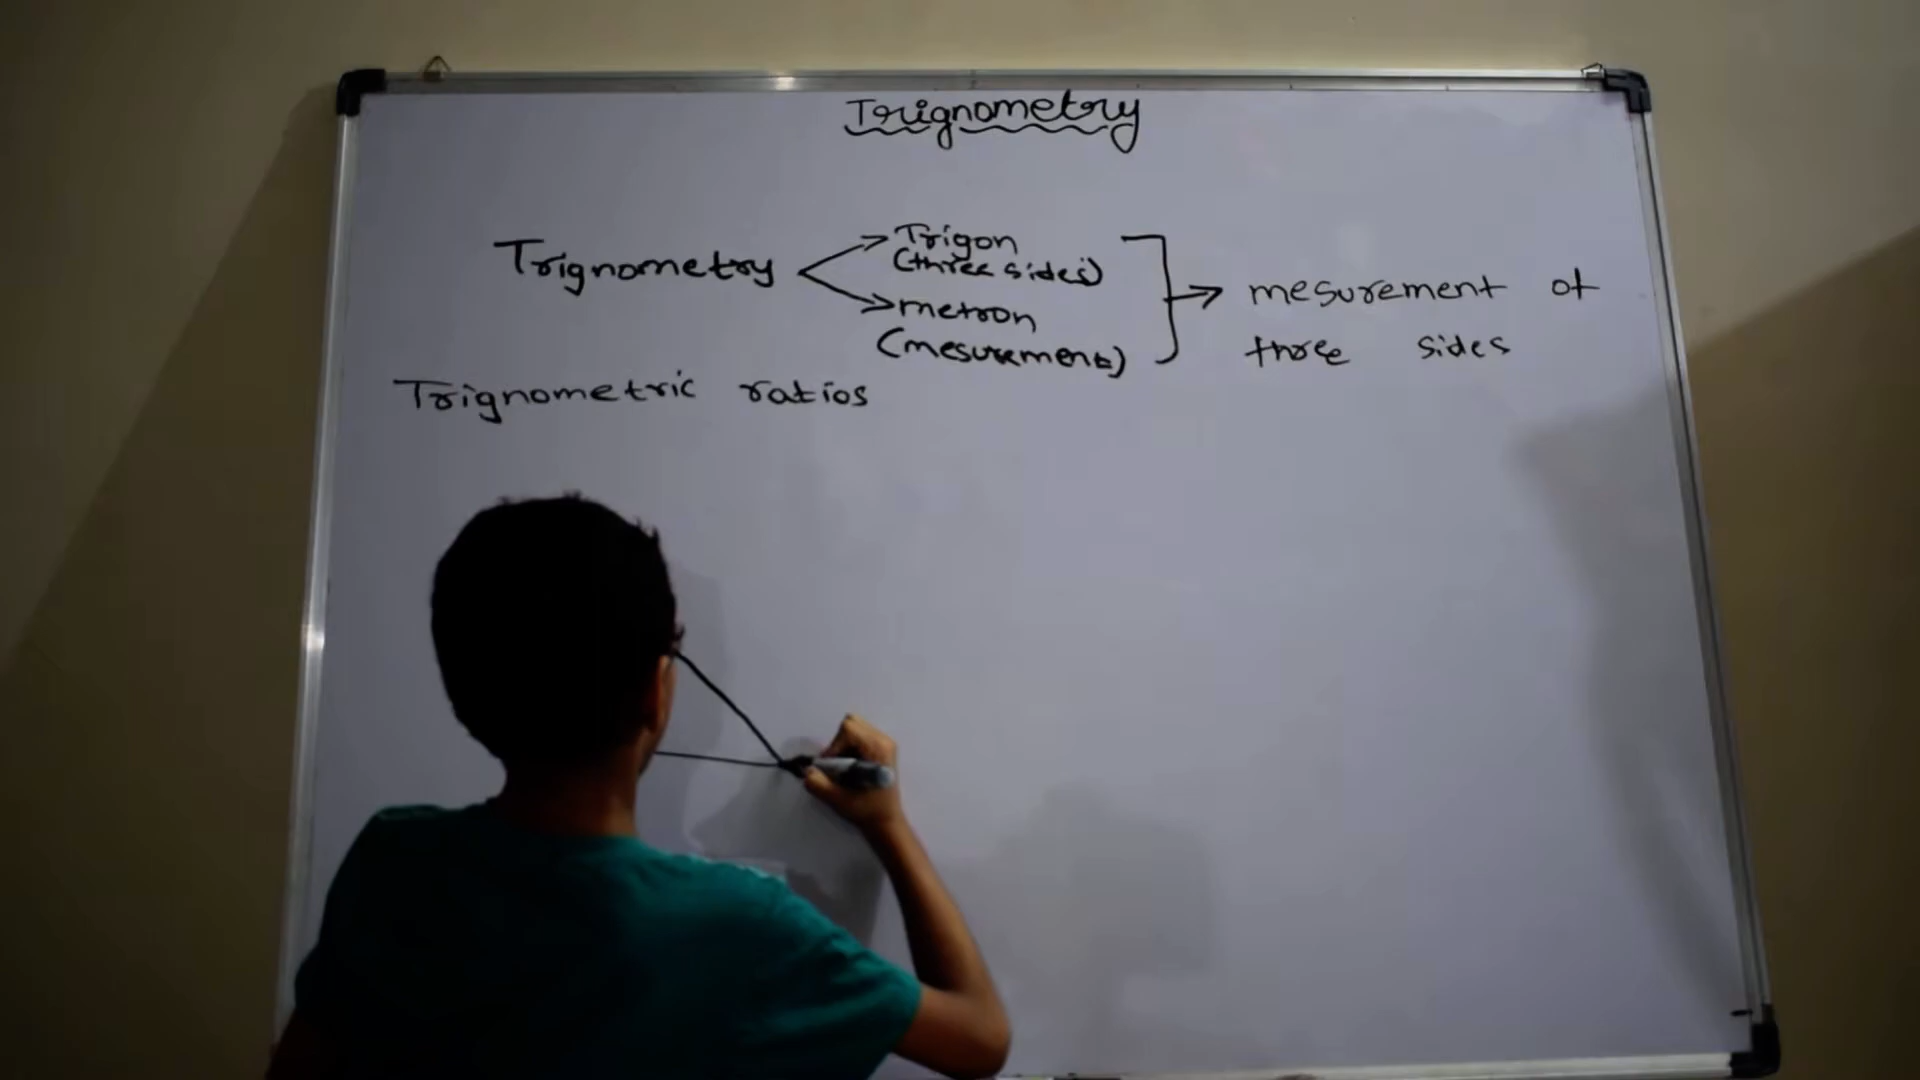 Trignometry
Trignometry
Trigon
(three sides)
metron
(mesurement)
mesurement of
three sides
Trignometric ratios